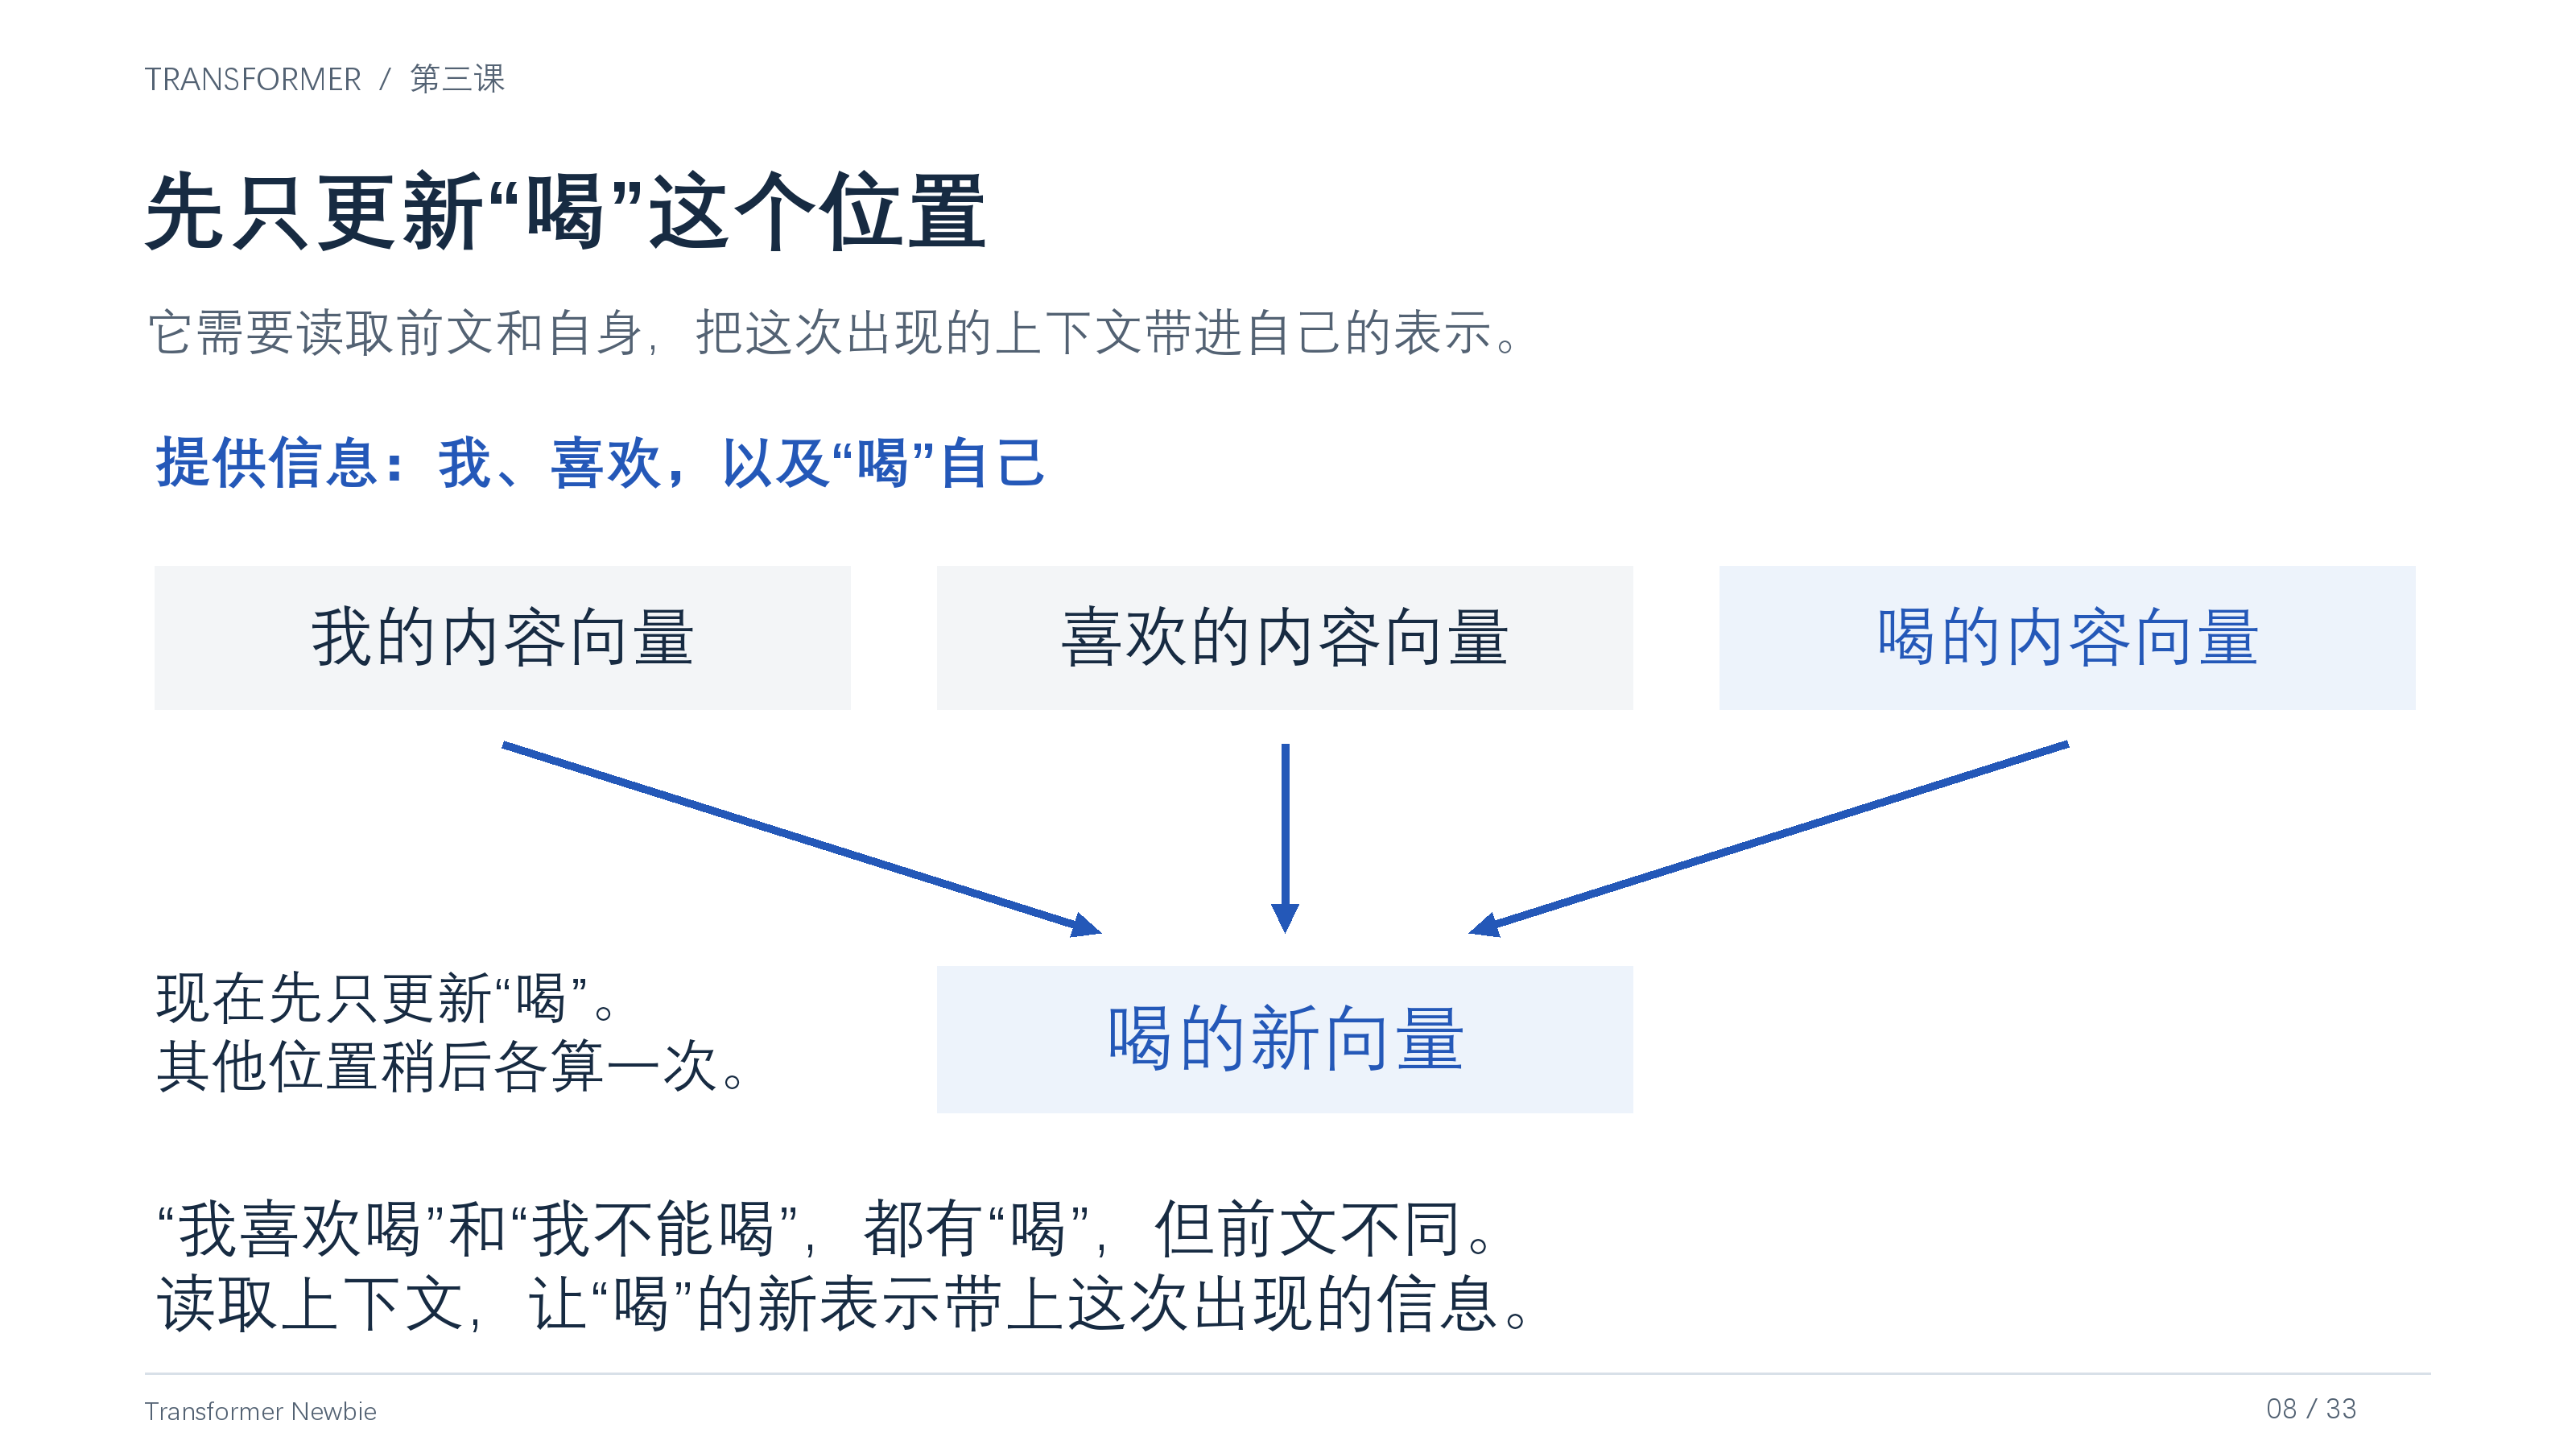 TRANSFORMER / 第三课
先只更新“喝”这个位置
它需要读取前文和自身，把这次出现的上下文带进自己的表示。
提供信息：我、喜欢，以及“喝”自己
我的内容向量
喜欢的内容向量
喝的内容向量
现在先只更新“喝”。
其他位置稍后各算一次。
喝的新向量
“我喜欢喝”和“我不能喝”，都有“喝”，但前文不同。
读取上下文，让“喝”的新表示带上这次出现的信息。
Transformer Newbie
08 / 33